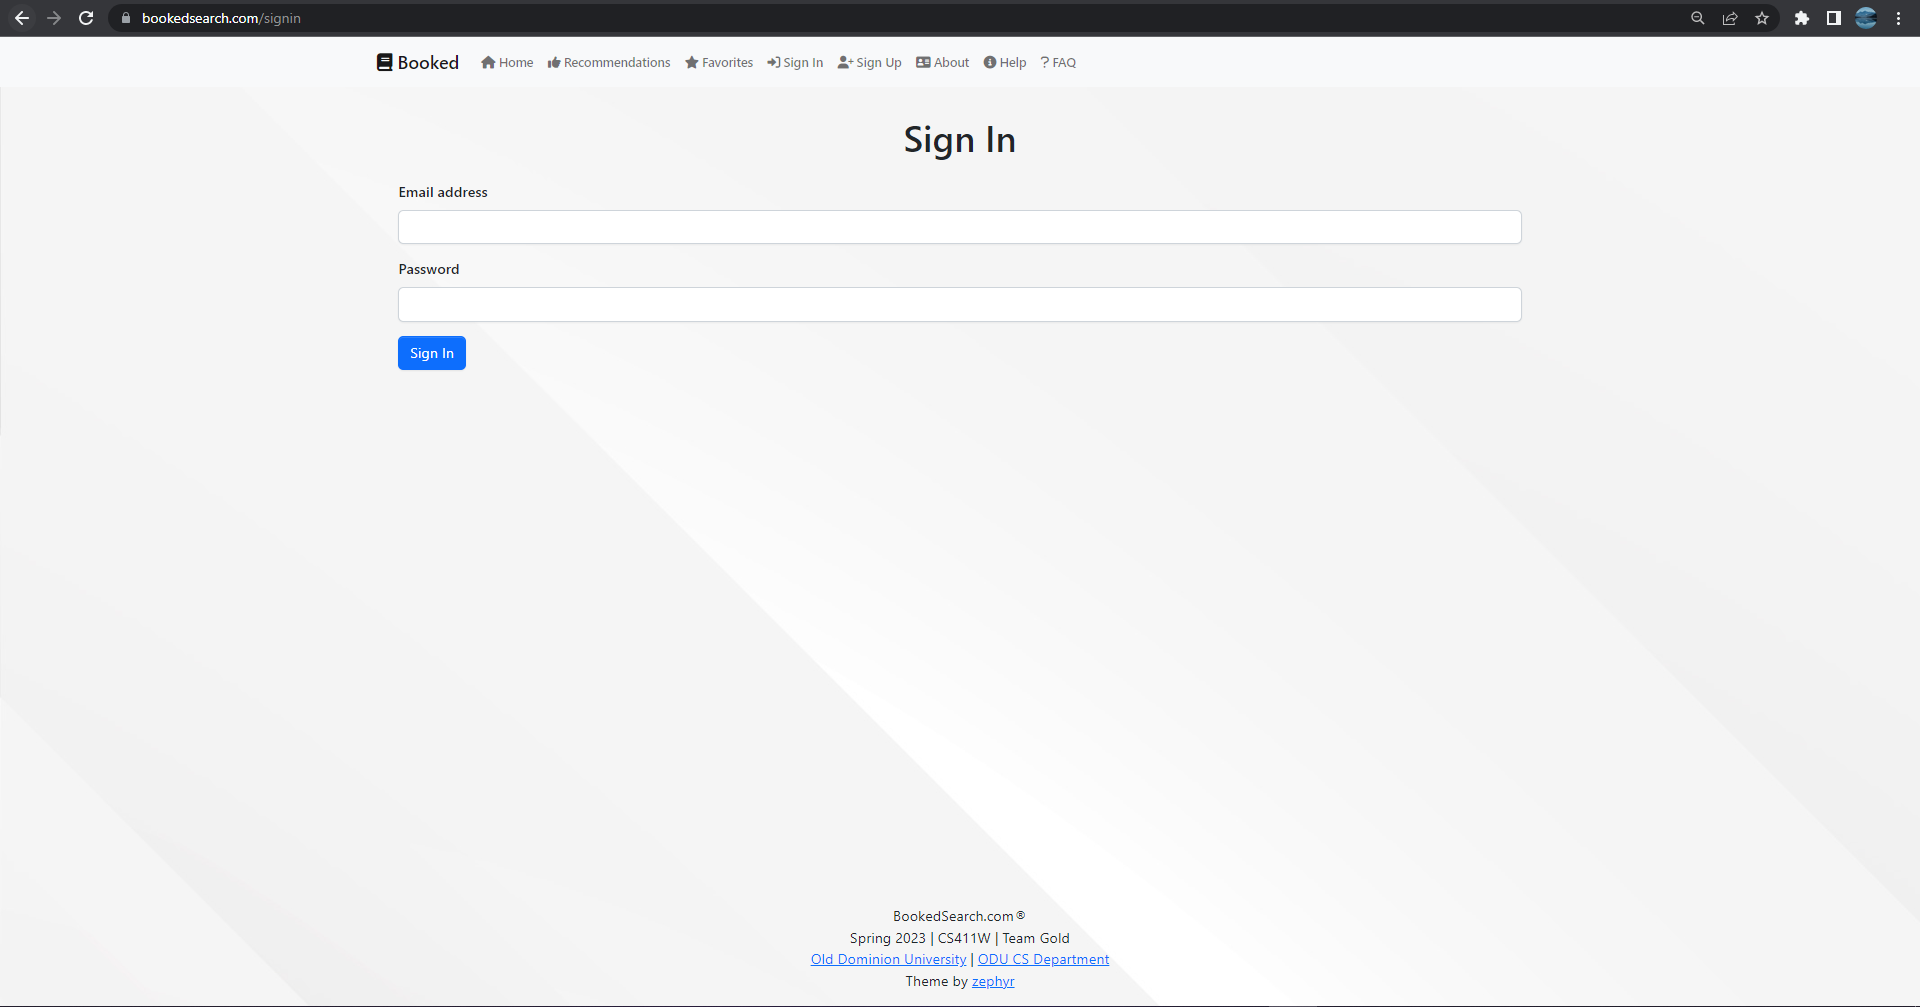 bookedsearch.com/signin
Booked Home Recommendations Favorites Sign In Sign Up About Help ? FAQ
Sign In
Email address
Password
Sign In
BookedSearch.com®
Spring 2023 | CS411W | Team Gold
Old Dominion University | ODU CS Department
Theme by zephyr